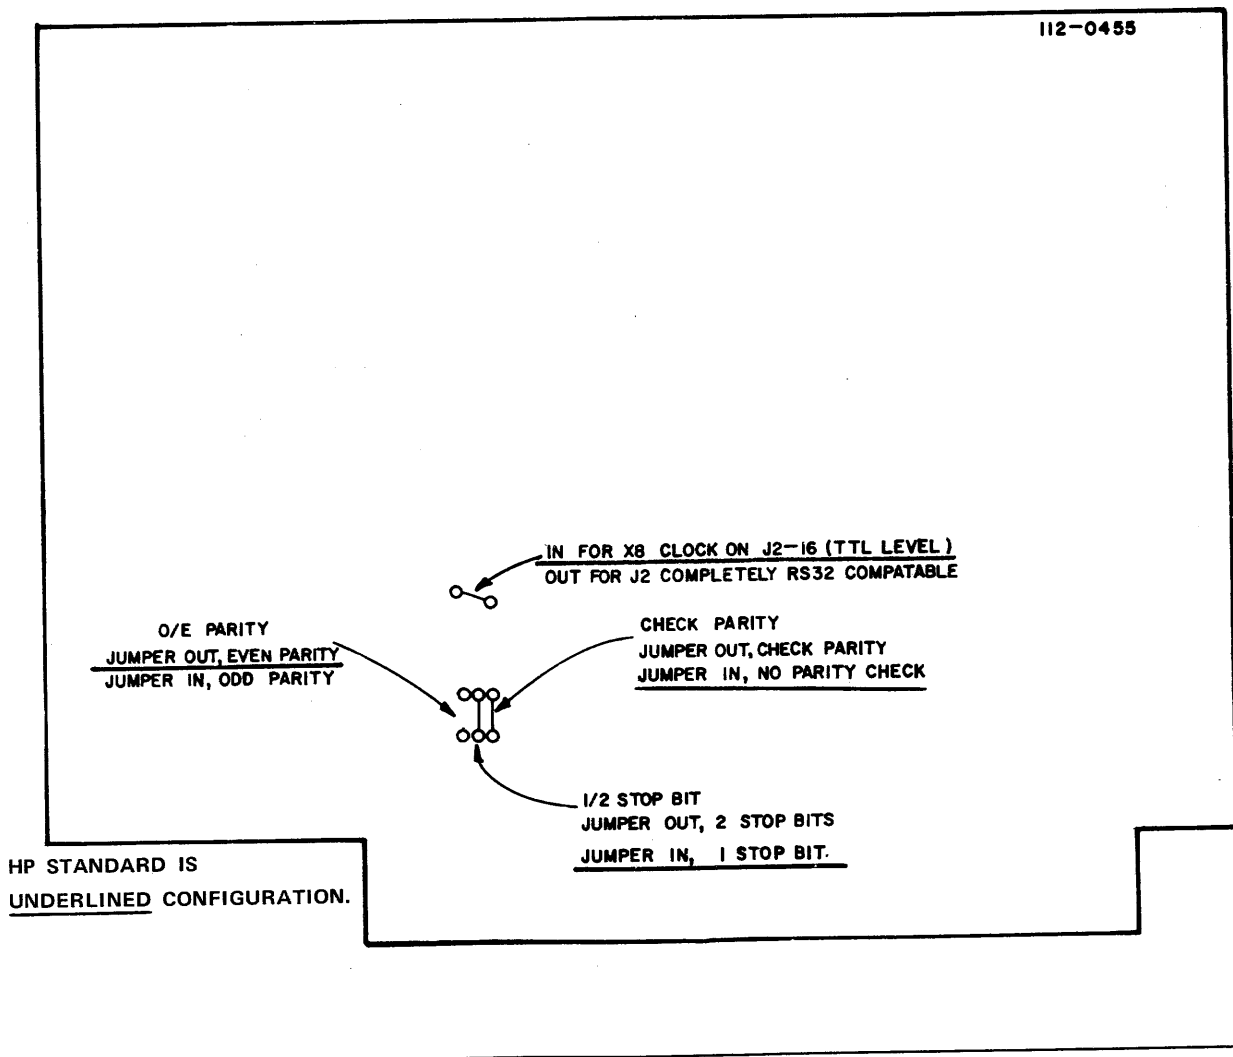 112-0455
IN FOR X8 CLOCK ON J2-16 (TTL LEVEL)
OUT FOR J2 COMPLETELY RS32 COMPATABLE
O/E PARITY
JUMPER OUT, EVEN PARITY
JUMPER IN, ODD PARITY
CHECK PARITY
JUMPER OUT, CHECK PARITY
JUMPER IN, NO PARITY CHECK
1/2 STOP BIT
JUMPER OUT, 2 STOP BITS
JUMPER IN, 1 STOP BIT.
HP STANDARD IS
UNDERLINED CONFIGURATION.